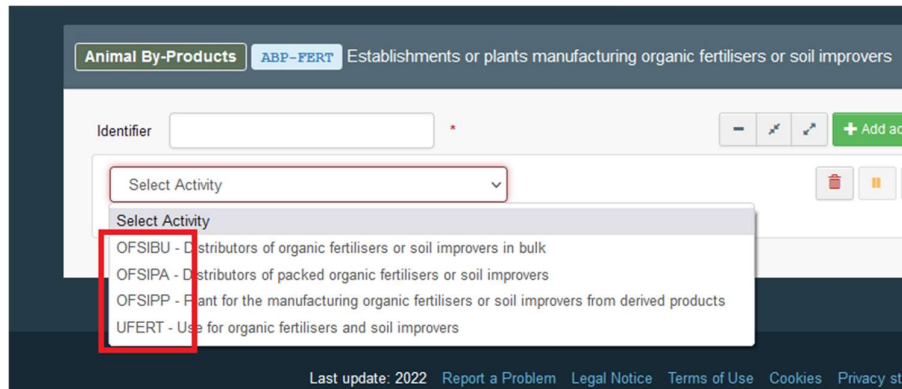 Animal By-Products ABP-FERT Establishments or plants manufacturing organic fertilisers or soil improvers
Identifier * Add
Select Activity
Select Activity
OFSIBU - Distributors of organic fertilisers or soil improvers in bulk
OFSIPA - Distributors of packed organic fertilisers or soil improvers
OFSIPP - Plant for the manufacturing organic fertilisers or soil improvers from derived products
UFERT - Use for organic fertilisers and soil improvers
Last update: 2022 Report a Problem Legal Notice Terms of Use Cookies Privacy